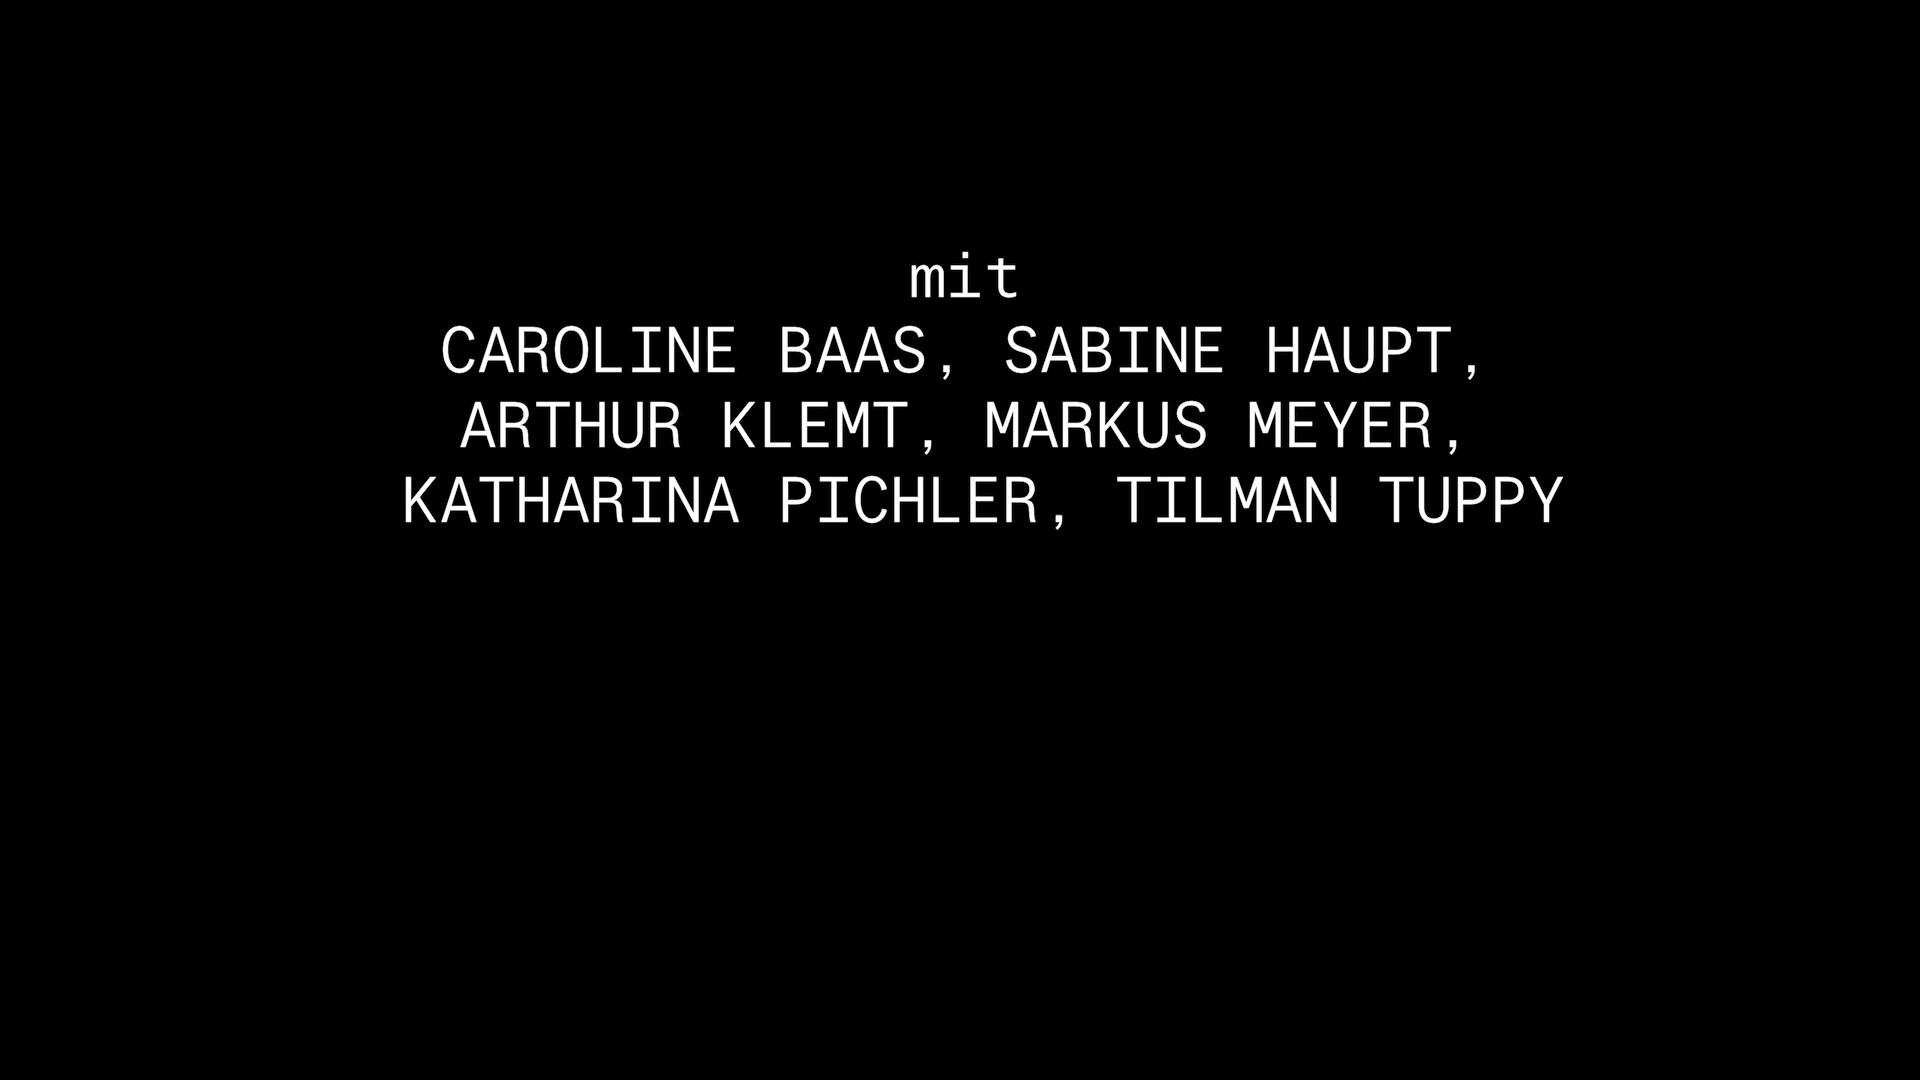 mit
CAROLINE BAAS, SABINE HAUPT,
ARTHUR KLEMT, MARKUS MEYER,
KATHARINA PICHLER, TILMAN TUPPY